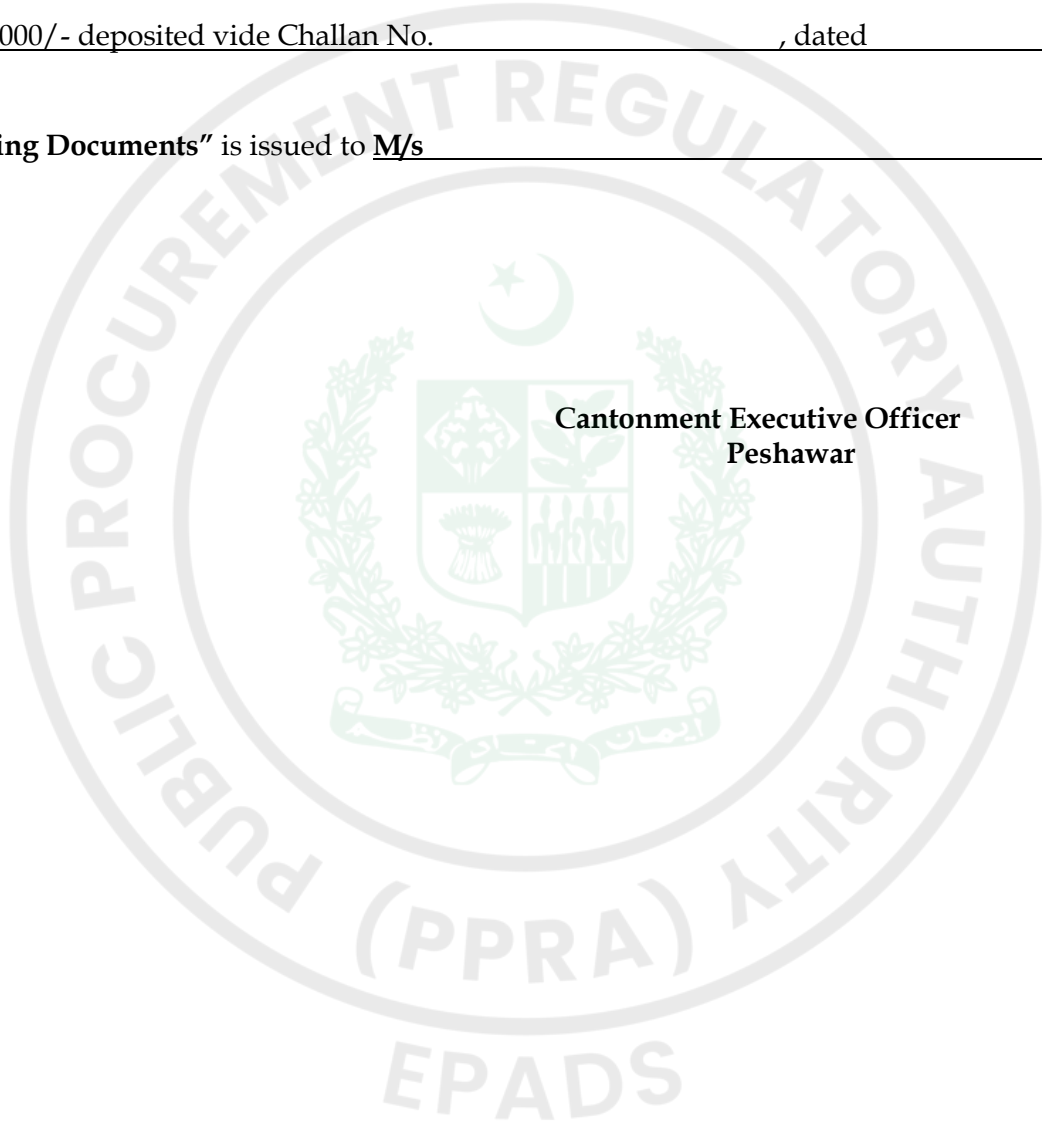 000/- deposited vide Challan No. , dated
ing Documents” is issued to M/s
Cantonment Executive Officer
Peshawar
PUBLIC PROCUREMENT REGULATORY AUTHORITY
(PPRA)
EPADS